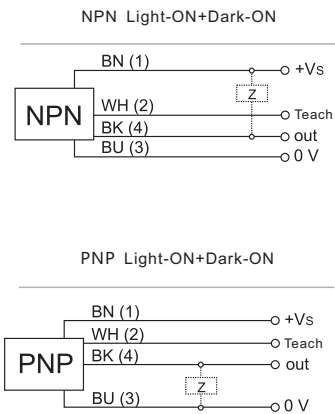 NPN Light-ON+Dark-ON
BN (1)
+Vs
Z
NPN
WH (2)
Teach
BK (4)
out
BU (3)
0 V
PNP Light-ON+Dark-ON
BN (1)
+Vs
WH (2)
Teach
PNP
BK (4)
out
Z
BU (3)
0 V